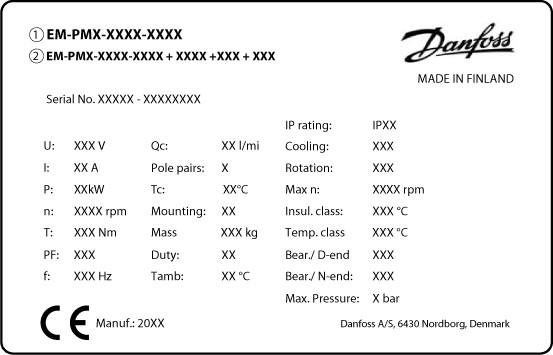 ① EM-PMX-XXXX-XXXX
② EM-PMX-XXXX-XXXX + XXXX +XXX + XXX
Danfoss
MADE IN FINLAND
Serial No. XXXXX - XXXXXXXX
IP rating: IPXX
U: XXX V Qc: XX l/mi Cooling: XXX
I: XX A Pole pairs: X Rotation: XXX
P: XXkW Tc: XX°C Max n: XXXX rpm
n: XXXX rpm Mounting: XX Insul. class: XXX °C
T: XXX Nm Mass XXX kg Temp. class XXX °C
PF: XXX Duty: XX Bear./ D-end XXX
f: XXX Hz Tamb: XX °C Bear./ N-end: XXX
Max. Pressure: X bar
CE Manuf.: 20XX Danfoss A/S, 6430 Nordborg, Denmark